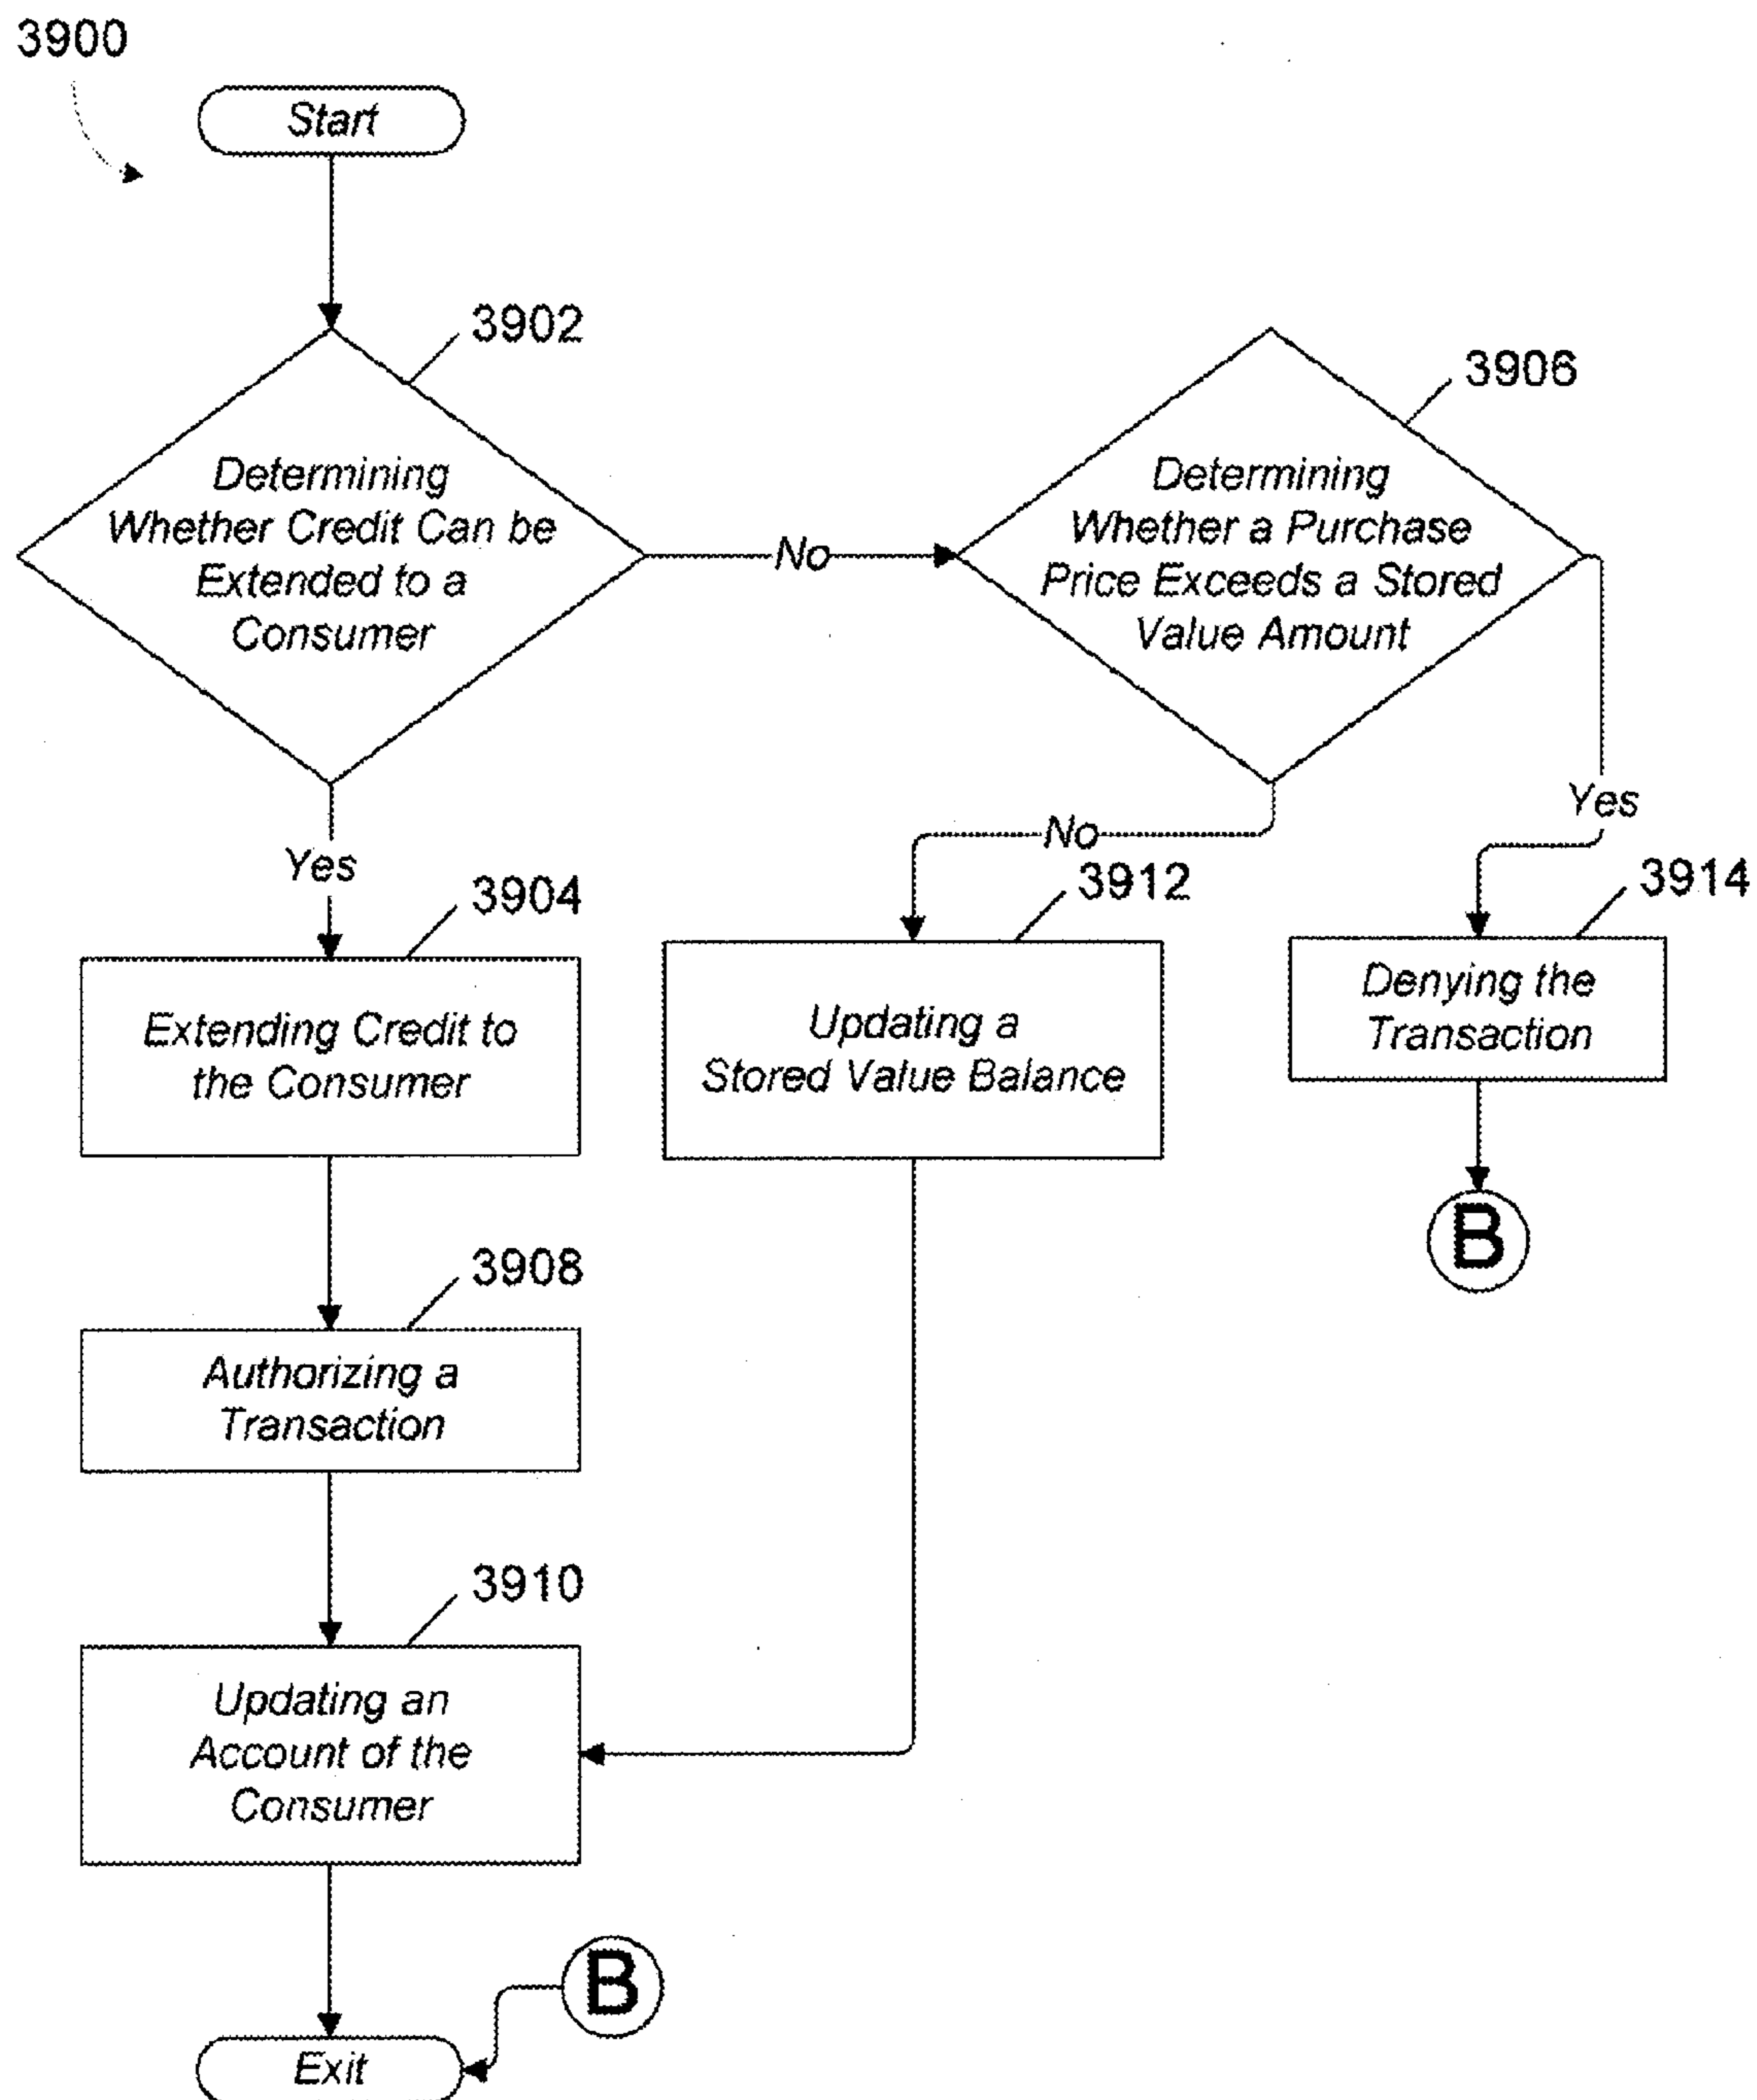 3900
Start
3902
Determining
Whether Credit Can be
Extended to a
Consumer
No
3906
Determining
Whether a Purchase
Price Exceeds a Stored
Value Amount
Yes
No
Yes
3904
Extending Credit to
the Consumer
3912
Updating a
Stored Value Balance
3914
Denying the
Transaction
B
3908
Authorizing a
Transaction
3910
Updating an
Account of the
Consumer
B
Exit